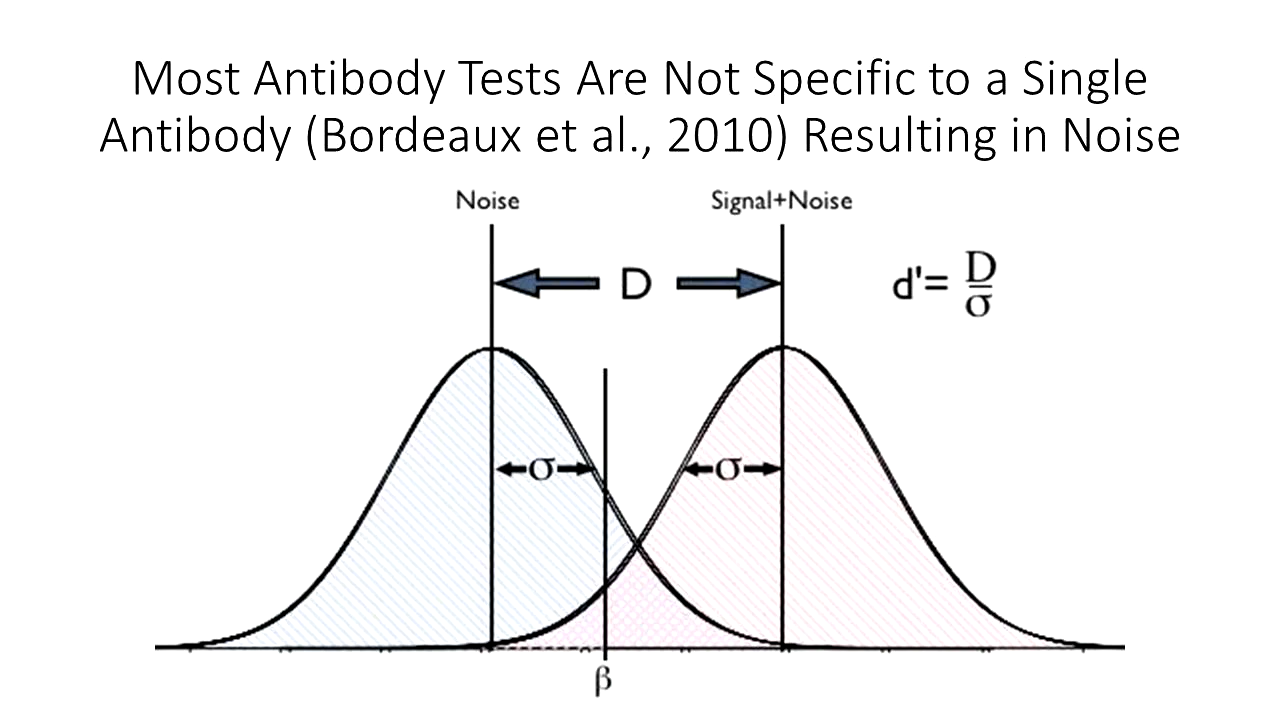 Most Antibody Tests Are Not Specific to a Single
Antibody (Bordeaux et al., 2010) Resulting in Noise
Noise
Signal+Noise
D
d'= D/σ
σ
σ
β